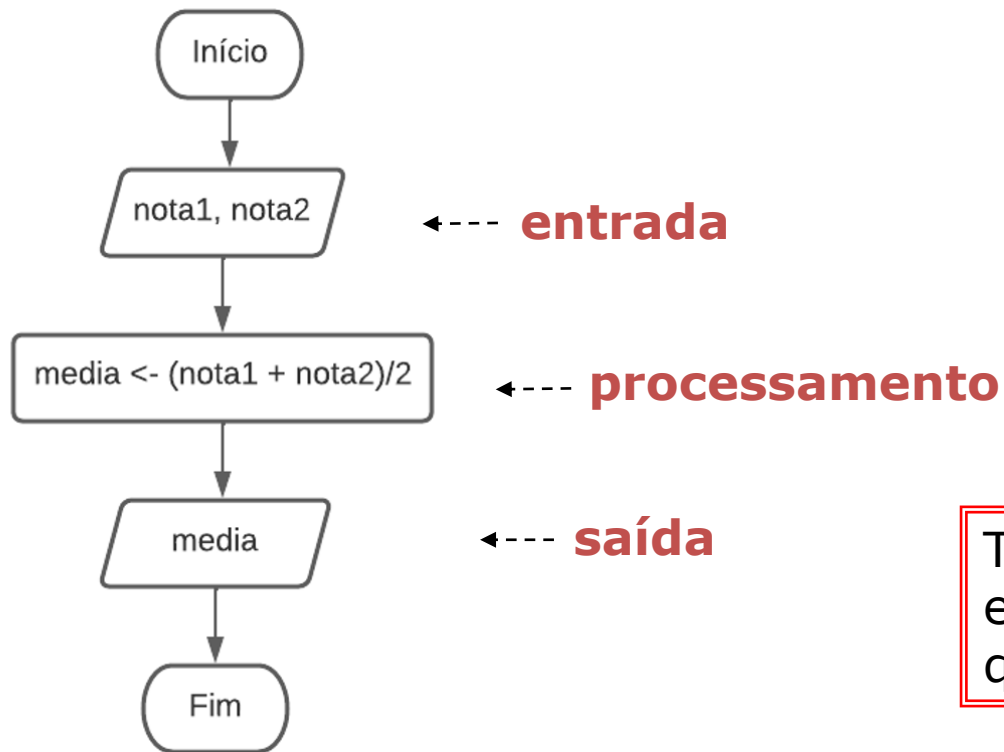 Início
nota1, nota2
entrada
media <- (nota1 + nota2)/2
processamento
media
saída
Fim